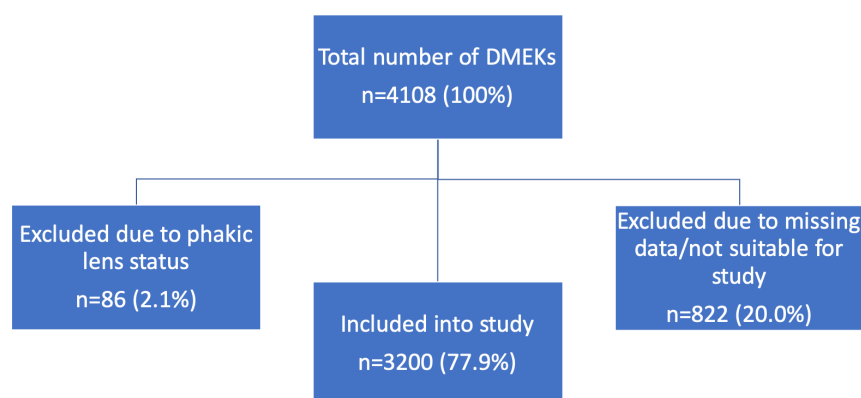 Total number of DMEKs
n=4108 (100%)
Excluded due to phakic
lens status
n=86 (2.1%)
Included into study
n=3200 (77.9%)
Excluded due to missing
data/not suitable for
study
n=822 (20.0%)